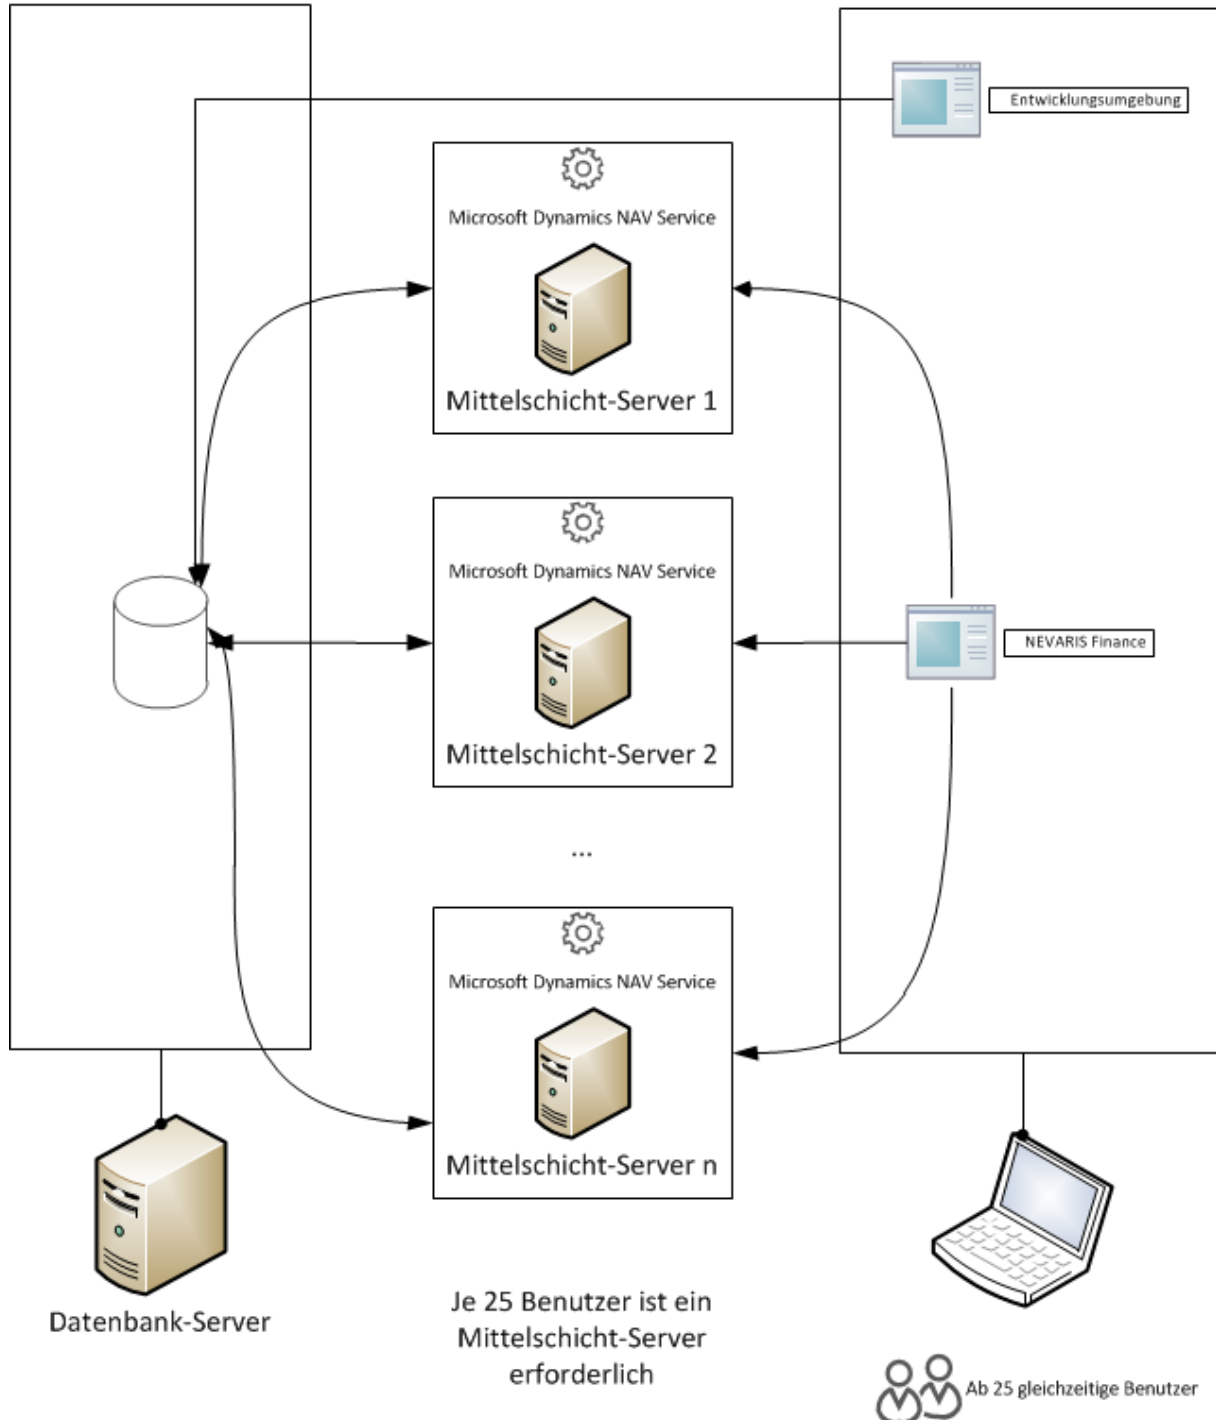 Entwicklungsumgebung
Microsoft Dynamics NAV Service
Mittelschicht-Server 1
Microsoft Dynamics NAV Service
Mittelschicht-Server 2
NEVARIS Finance
...
Microsoft Dynamics NAV Service
Mittelschicht-Server n
Datenbank-Server
Je 25 Benutzer ist ein
Mittelschicht-Server
erforderlich
Ab 25 gleichzeitige Benutzer